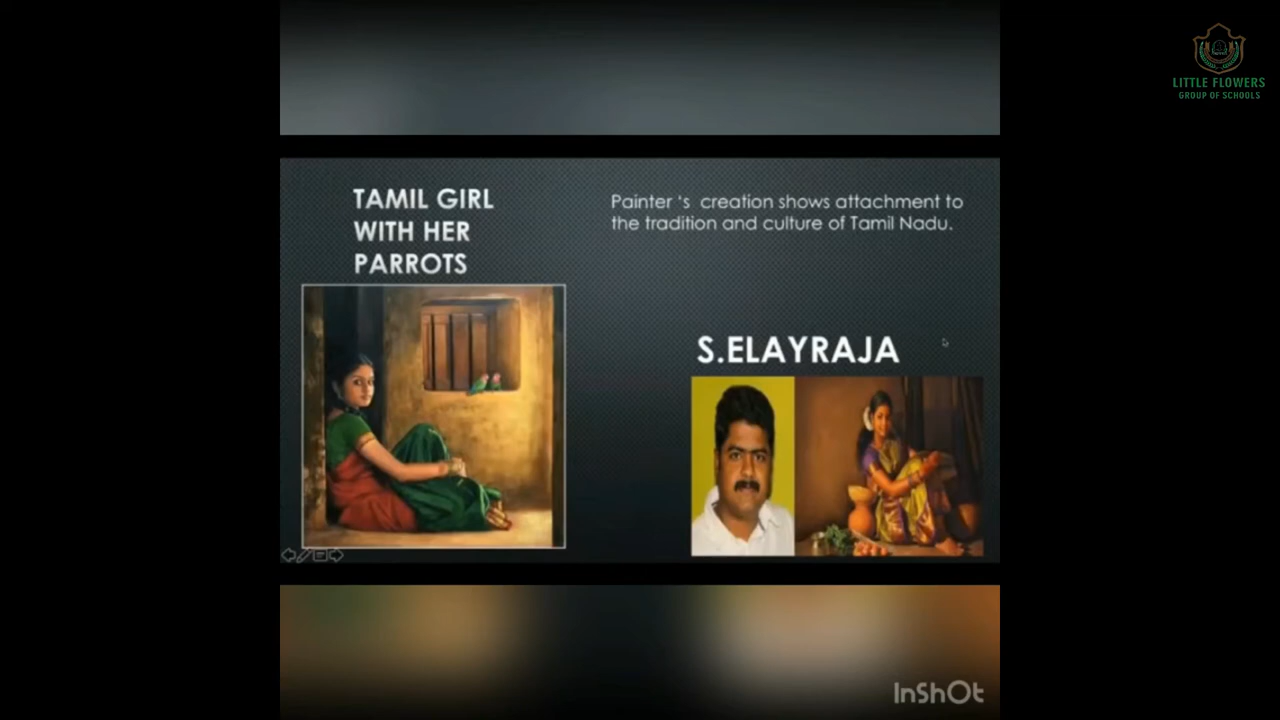 LITTLE FLOWERS
GROUP OF SCHOOLS
TAMIL GIRL
WITH HER
PARROTS
Painter ‘s creation shows attachment to
the tradition and culture of Tamil Nadu.
S.ELAYRAJA
InShOt